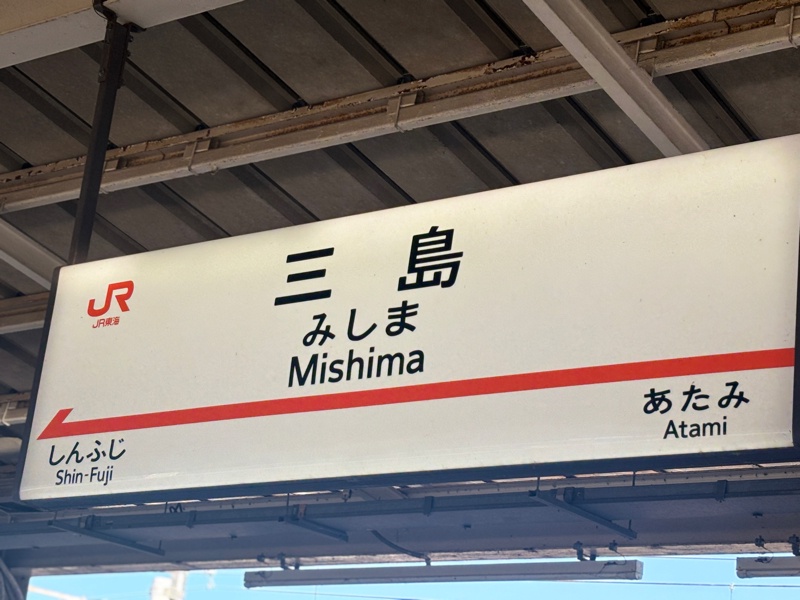 JR
JR東海
三島
みしま
Mishima
しんふじ
Shin-Fuji
あたみ
Atami